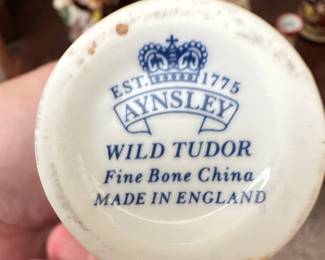 EST. 1775
AYNSLEY
WILD TUDOR
Fine Bone China
MADE IN ENGLAND